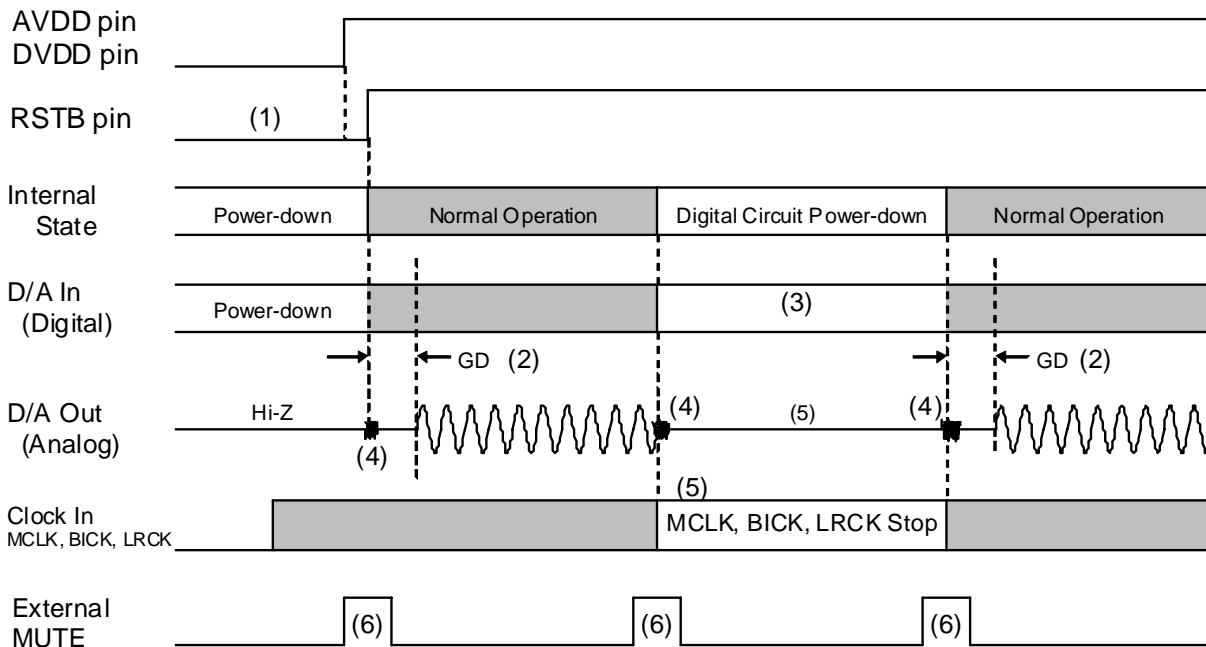 AVDD pin
DVDD pin
RSTB pin
(1)
Internal
State
Power-down
Normal Operation
Digital Circuit Power-down
Normal Operation
D/A In
(Digital)
Power-down
(3)
GD (2)
GD (2)
D/A Out
(Analog)
Hi-Z
(4)
(4)
(5)
(4)
Clock In
MCLK, BICK, LRCK
(5)
MCLK, BICK, LRCK Stop
External
MUTE
(6)
(6)
(6)